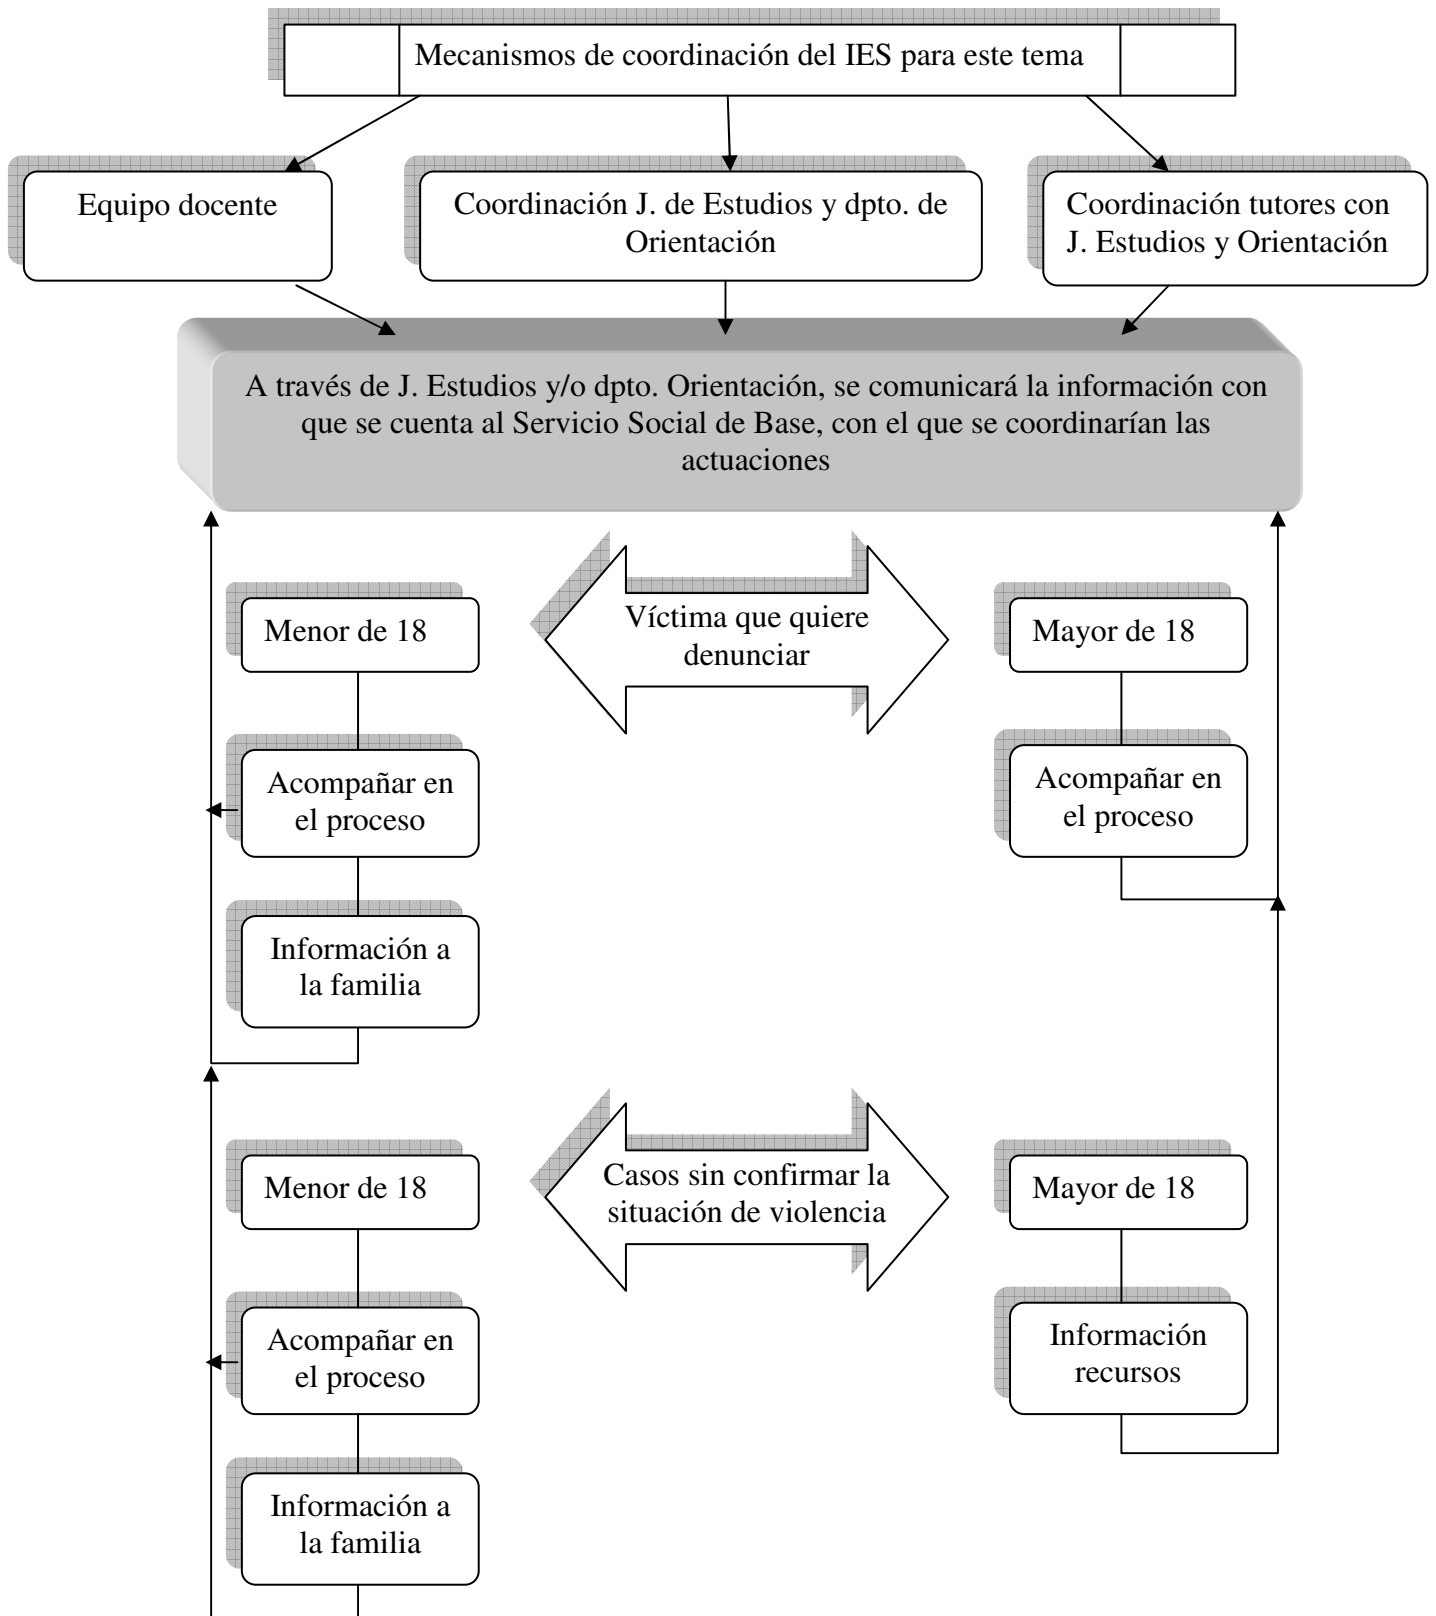 Mecanismos de coordinación del IES para este tema
Equipo docente
Coordinación J. de Estudios y dpto. de
Orientación
Coordinación tutores con
J. Estudios y Orientación
A través de J. Estudios y/o dpto. Orientación, se comunicará la información con
que se cuenta al Servicio Social de Base, con el que se coordinarían las
actuaciones
Menor de 18
Víctima que quiere
denunciar
Mayor de 18
Acompañar en
el proceso
Acompañar en
el proceso
Información a
la familia
Menor de 18
Casos sin confirmar la
situación de violencia
Mayor de 18
Acompañar en
el proceso
Información
recursos
Información a
la familia